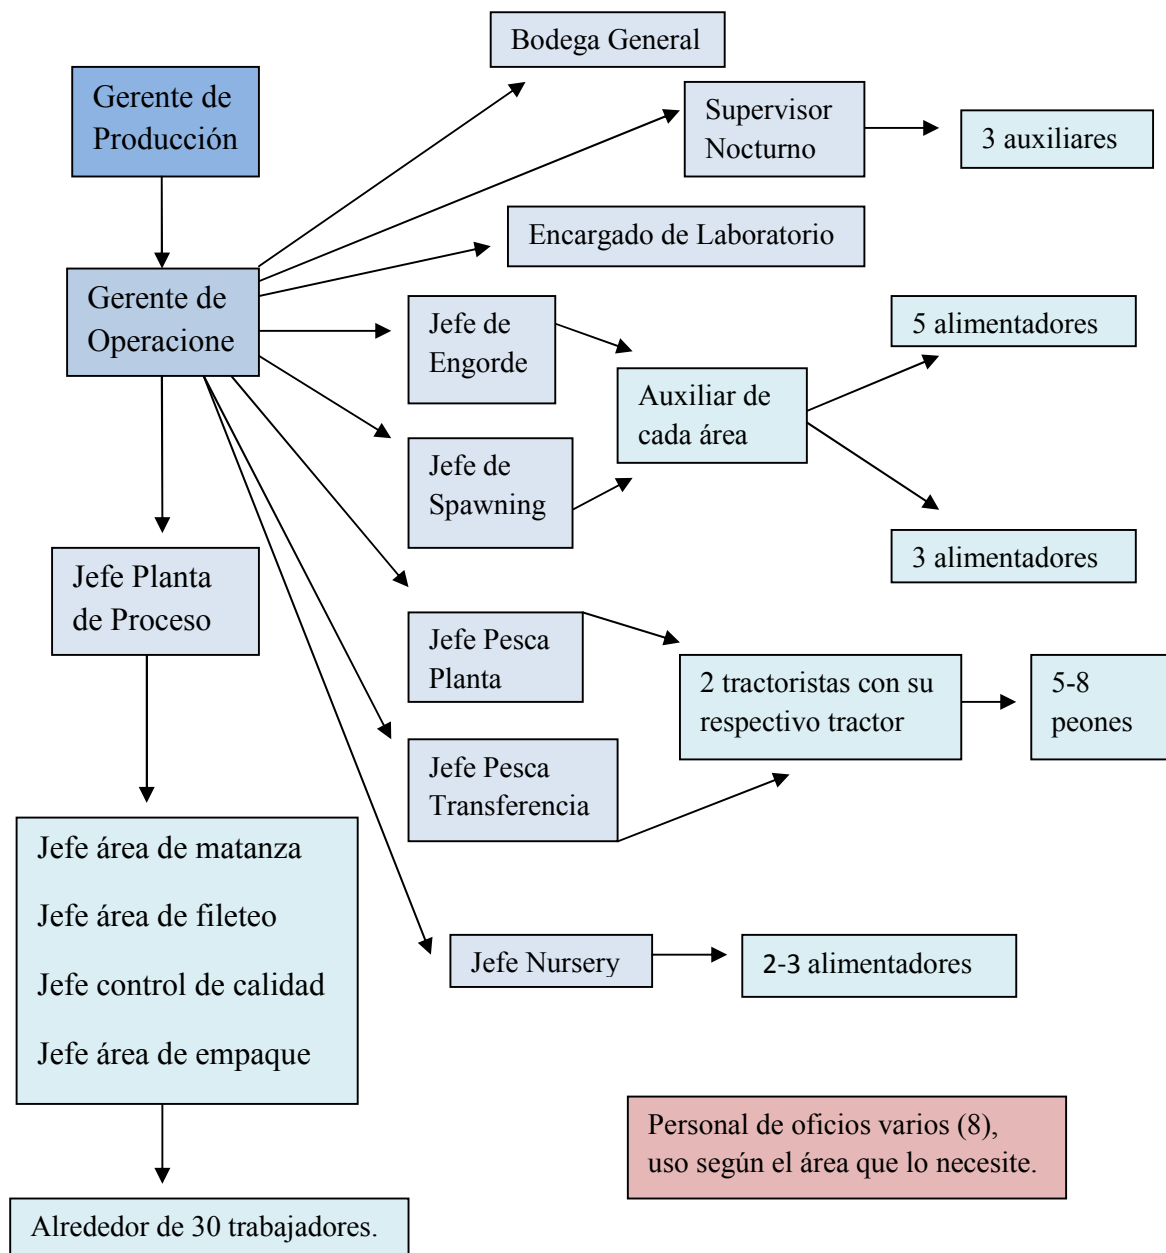 Bodega General
Gerente de
Producción
Supervisor
Nocturno
3 auxiliares
Encargado de Laboratorio
Gerente de
Operacione
Jefe de
Engorde
5 alimentadores
Auxiliar de
cada área
Jefe de
Spawning
3 alimentadores
Jefe Planta
de Proceso
Jefe Pesca
Planta
2 tractoristas con su
respectivo tractor
5-8
peones
Jefe Pesca
Transferencia
Jefe área de matanza
Jefe área de fileteo
Jefe control de calidad
Jefe área de empaque
Jefe Nursery
2-3 alimentadores
Personal de oficios varios (8),
uso según el área que lo necesite.
Alrededor de 30 trabajadores.